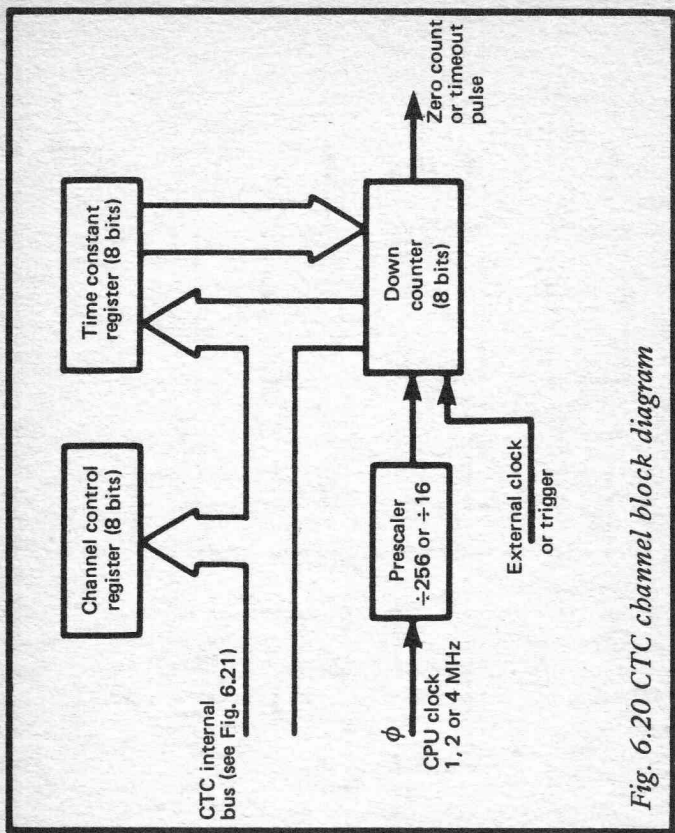 Channel control
register (8 bits)
Time constant
register (8 bits)
CTC internal
bus (see Fig. 6.21)
ϕ
CPU clock
1, 2 or 4 MHz
Prescaler
÷256 or ÷16
External clock
or trigger
Down
counter
(8 bits)
Zero count
or timeout
pulse
Fig. 6.20 CTC channel block diagram